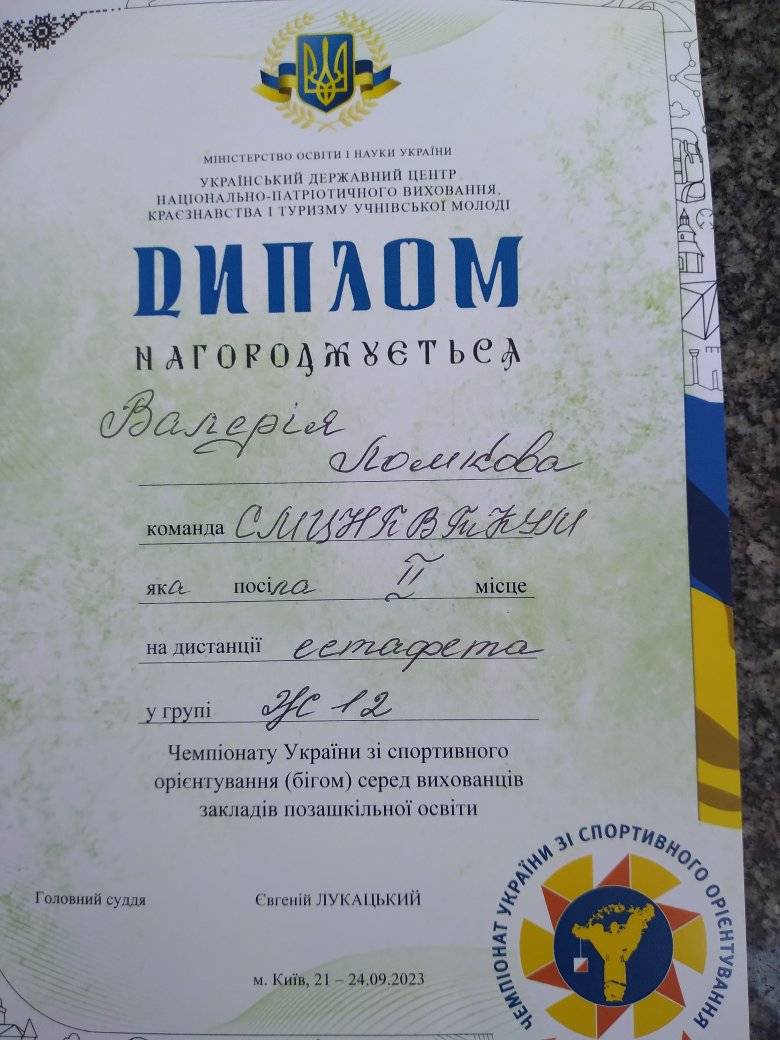 МІНІСТЕРСТВО ОСВІТИ І НАУКИ УКРАЇНИ
УКРАЇНСЬКИЙ ДЕРЖАВНИЙ ЦЕНТР
НАЦІОНАЛЬНО-ПАТРІОТИЧНОГО ВИХОВАННЯ,
КРАЄЗНАВСТВА І ТУРИЗМУ УЧНІВСЬКОЇ МОЛОДІ
ДИПЛОМ
НАГОРОДЖУЄТЬСЯ
Валерія
Ломкова
команда
яка посіла II місце
на дистанції естафета
у групі Ж 12
Чемпіонату України зі спортивного
орієнтування (бігом) серед вихованців
закладів позашкільної освіти
Головний суддя Євгеній ЛУКАЦЬКИЙ
м. Київ, 21 – 24.09.2023
ЧЕМПІОНАТ УКРАЇНИ ЗІ СПОРТИВНОГО ОРІЄНТУВАННЯ